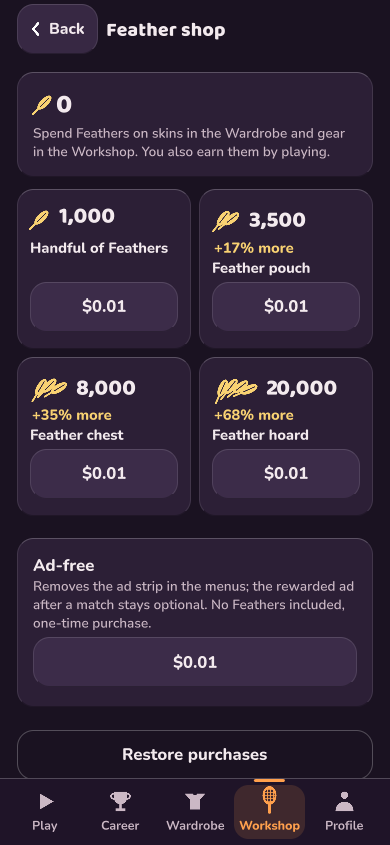 Back
Feather shop
0
Spend Feathers on skins in the Wardrobe and gear
in the Workshop. You also earn them by playing.
1,000
Handful of Feathers
$0.01
3,500
+17% more
Feather pouch
$0.01
8,000
+35% more
Feather chest
$0.01
20,000
+68% more
Feather hoard
$0.01
Ad-free
Removes the ad strip in the menus; the rewarded ad
after a match stays optional. No Feathers included,
one-time purchase.
$0.01
Restore purchases
Play
Career
Wardrobe
Workshop
Profile